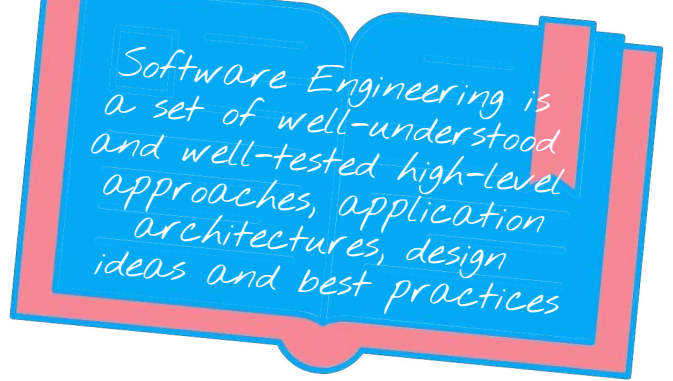 Software Engineering is
a set of well-understood
and well-tested high-level
approaches, application
architectures, design
ideas and best practices